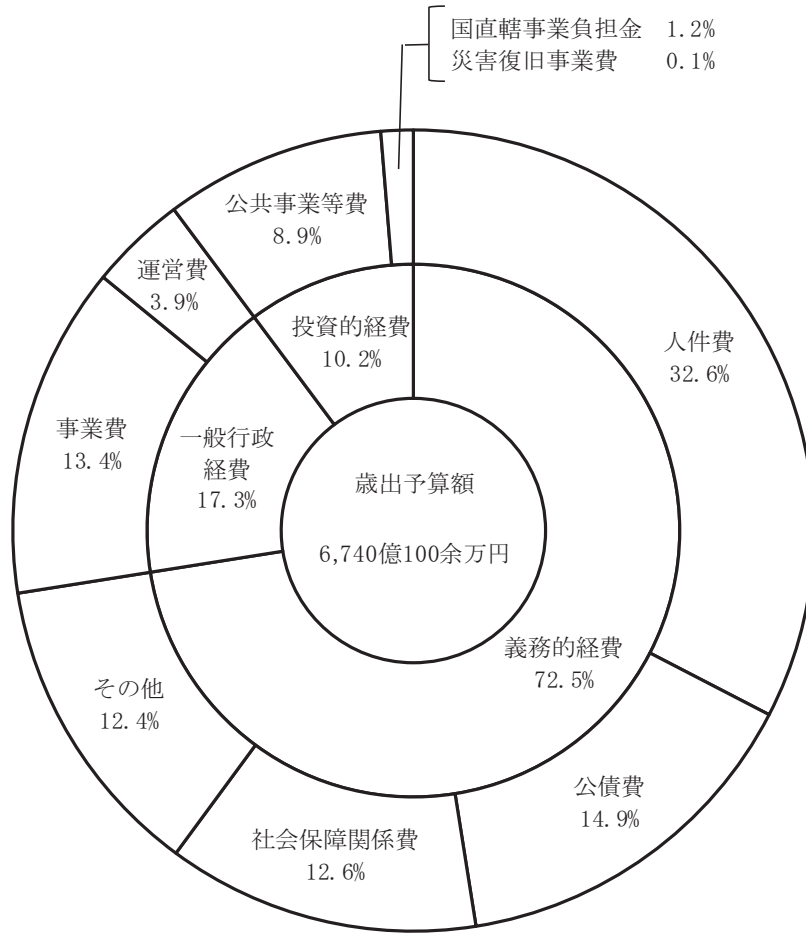 国直轄事業負担金 1.2%
災害復旧事業費 0.1%
公共事業等費
8.9%
運営費
3.9%
投資的経費
10.2%
人件費
32.6%
事業費
13.4%
一般行政
経費
17.3%
歳出予算額
6,740億100余万円
義務的経費
72.5%
その他
12.4%
公債費
14.9%
社会保障関係費
12.6%